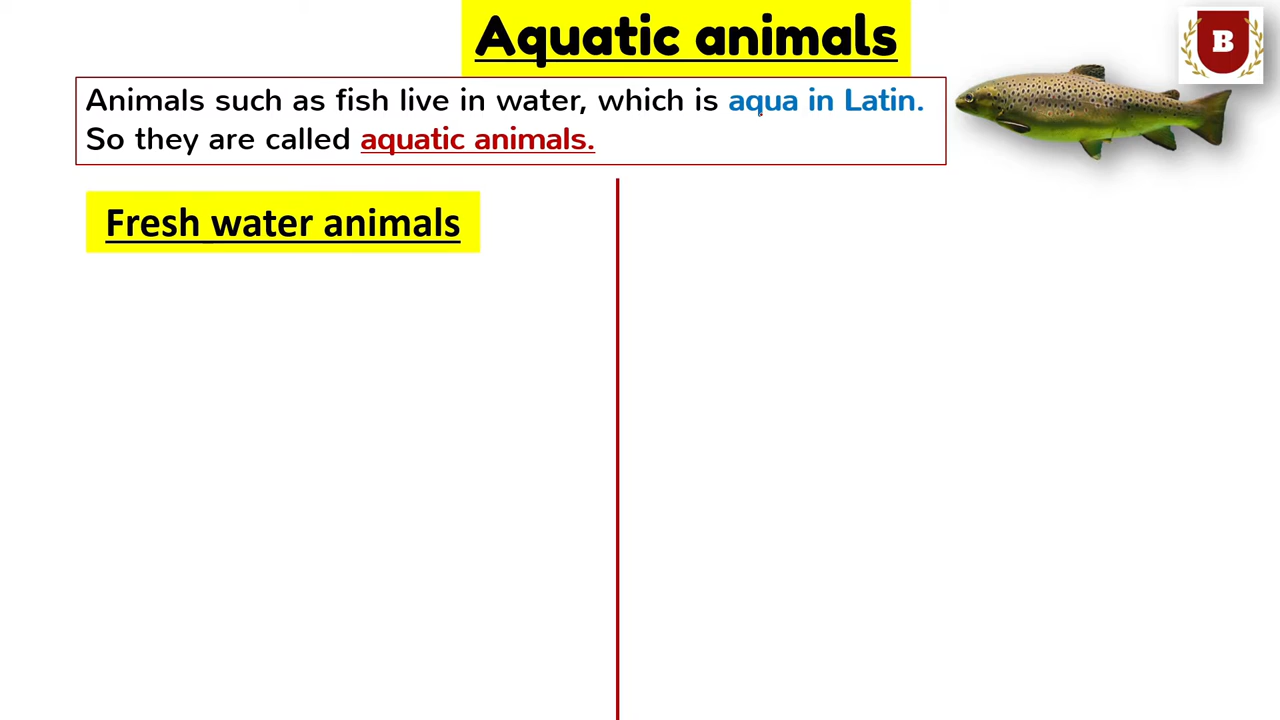 Aquatic animals
B
Animals such as fish live in water, which is aqua in Latin.
So they are called aquatic animals.
Fresh water animals